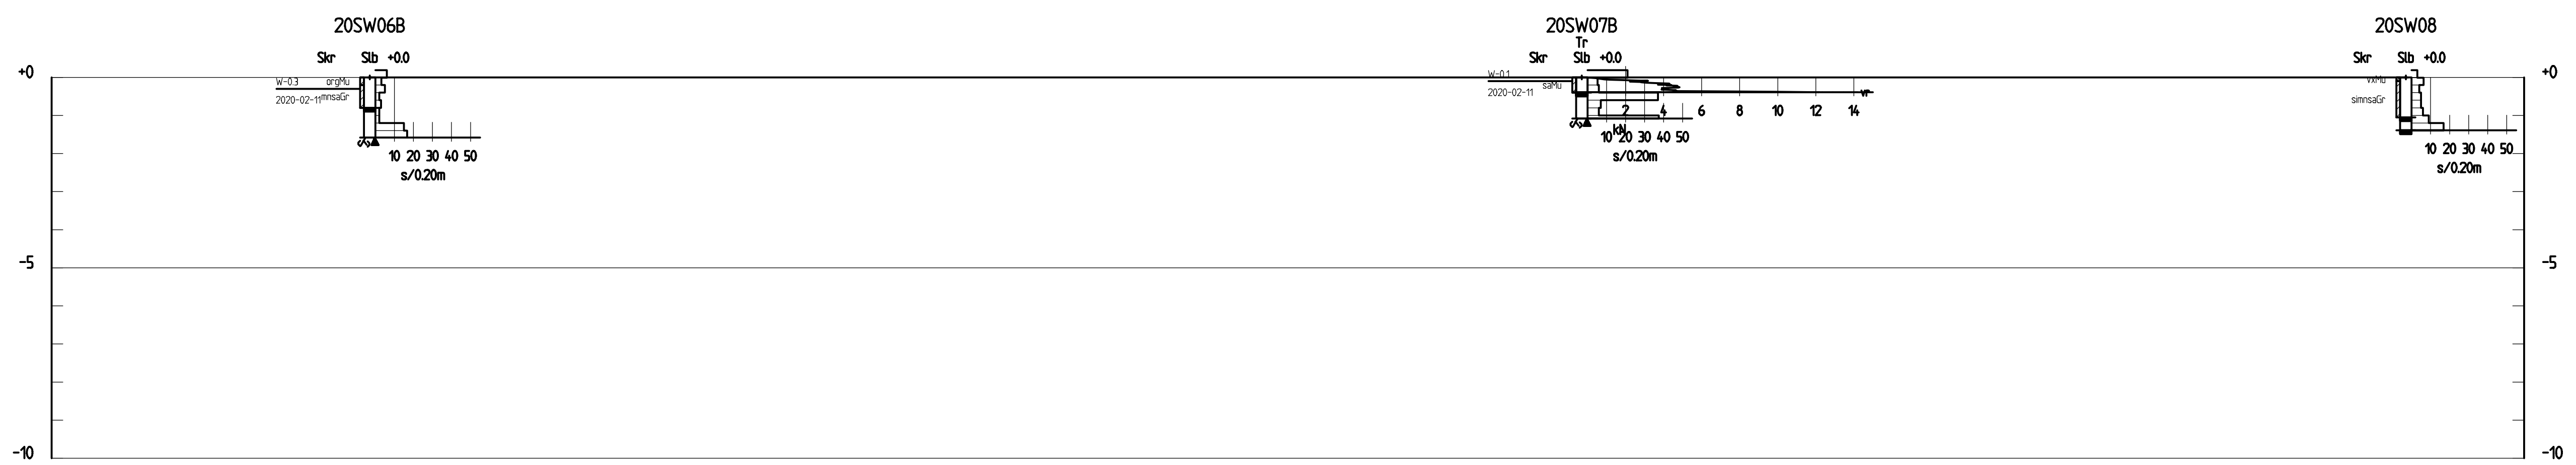 20SW06B 20SW07B 20SW08
Tr
Skr Slb +0.0 Skr Slb +0.0 Skr Slb +0.0
+0 +0
W-0.3 orgMu W-0.1 saMu vxMu
2020-02-11 mnsaGr 2020-02-11 vr simnsaGr
2 4 6 8 10 12 14
kN
10 20 30 40 50 10 20 30 40 50 10 20 30 40 50
s/0.20m s/0.20m s/0.20m
-5 -5
-10 -10